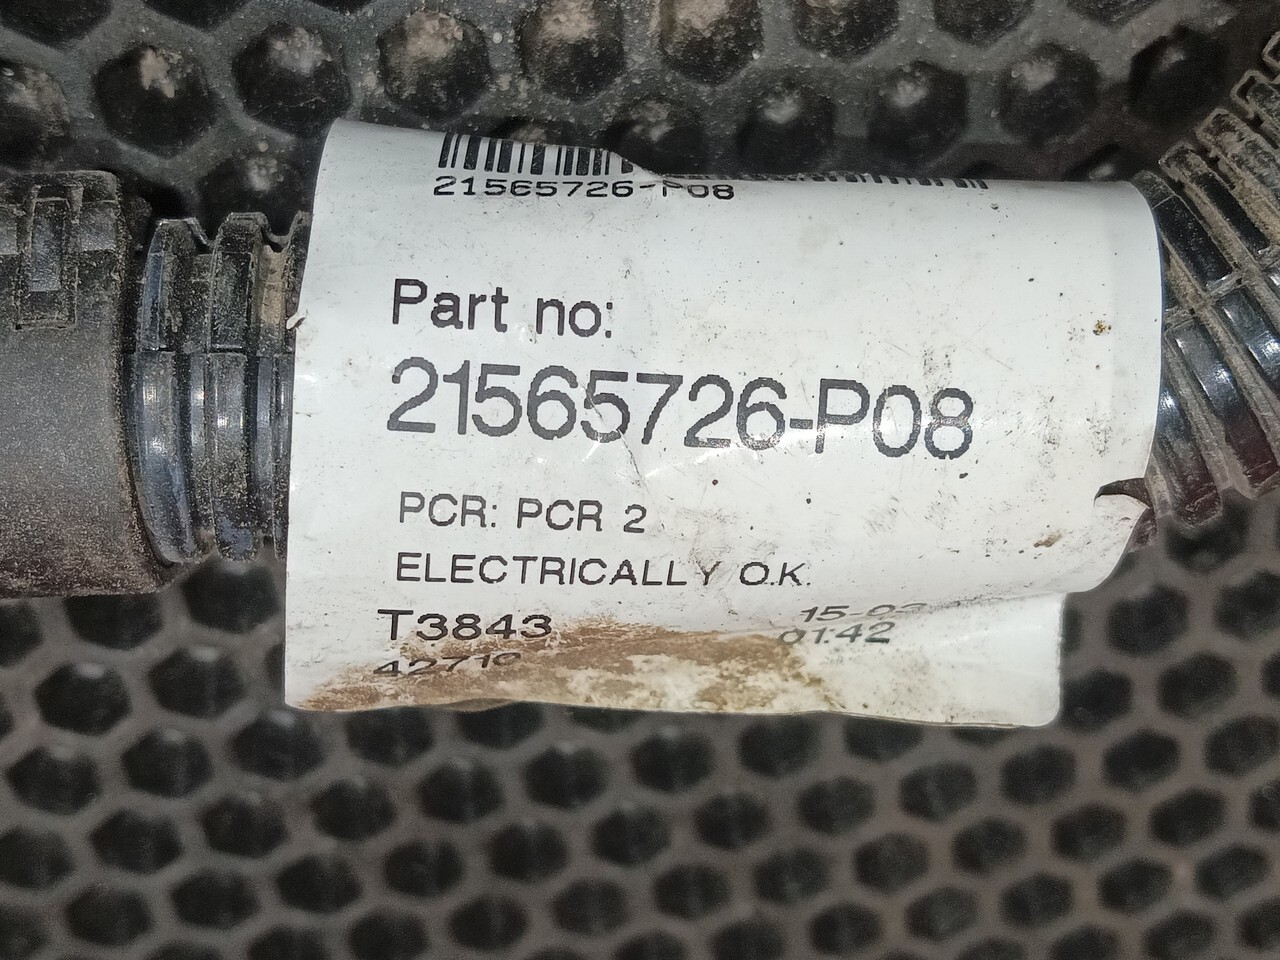 21565726-P08
Part no:
21565726-P08
PCR: PCR 2
ELECTRICALLY O.K.
T3843
01:42